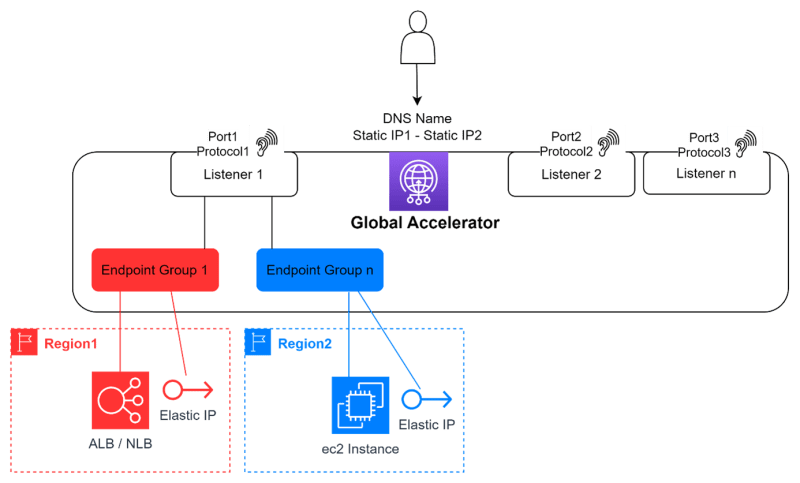 DNS Name
Static IP1 - Static IP2
Port1
Protocol1
Listener 1
Port2
Protocol2
Listener 2
Port3
Protocol3
Listener n
Global Accelerator
Endpoint Group 1
Endpoint Group n
Region1
Region2
Elastic IP
ALB / NLB
Elastic IP
ec2 Instance